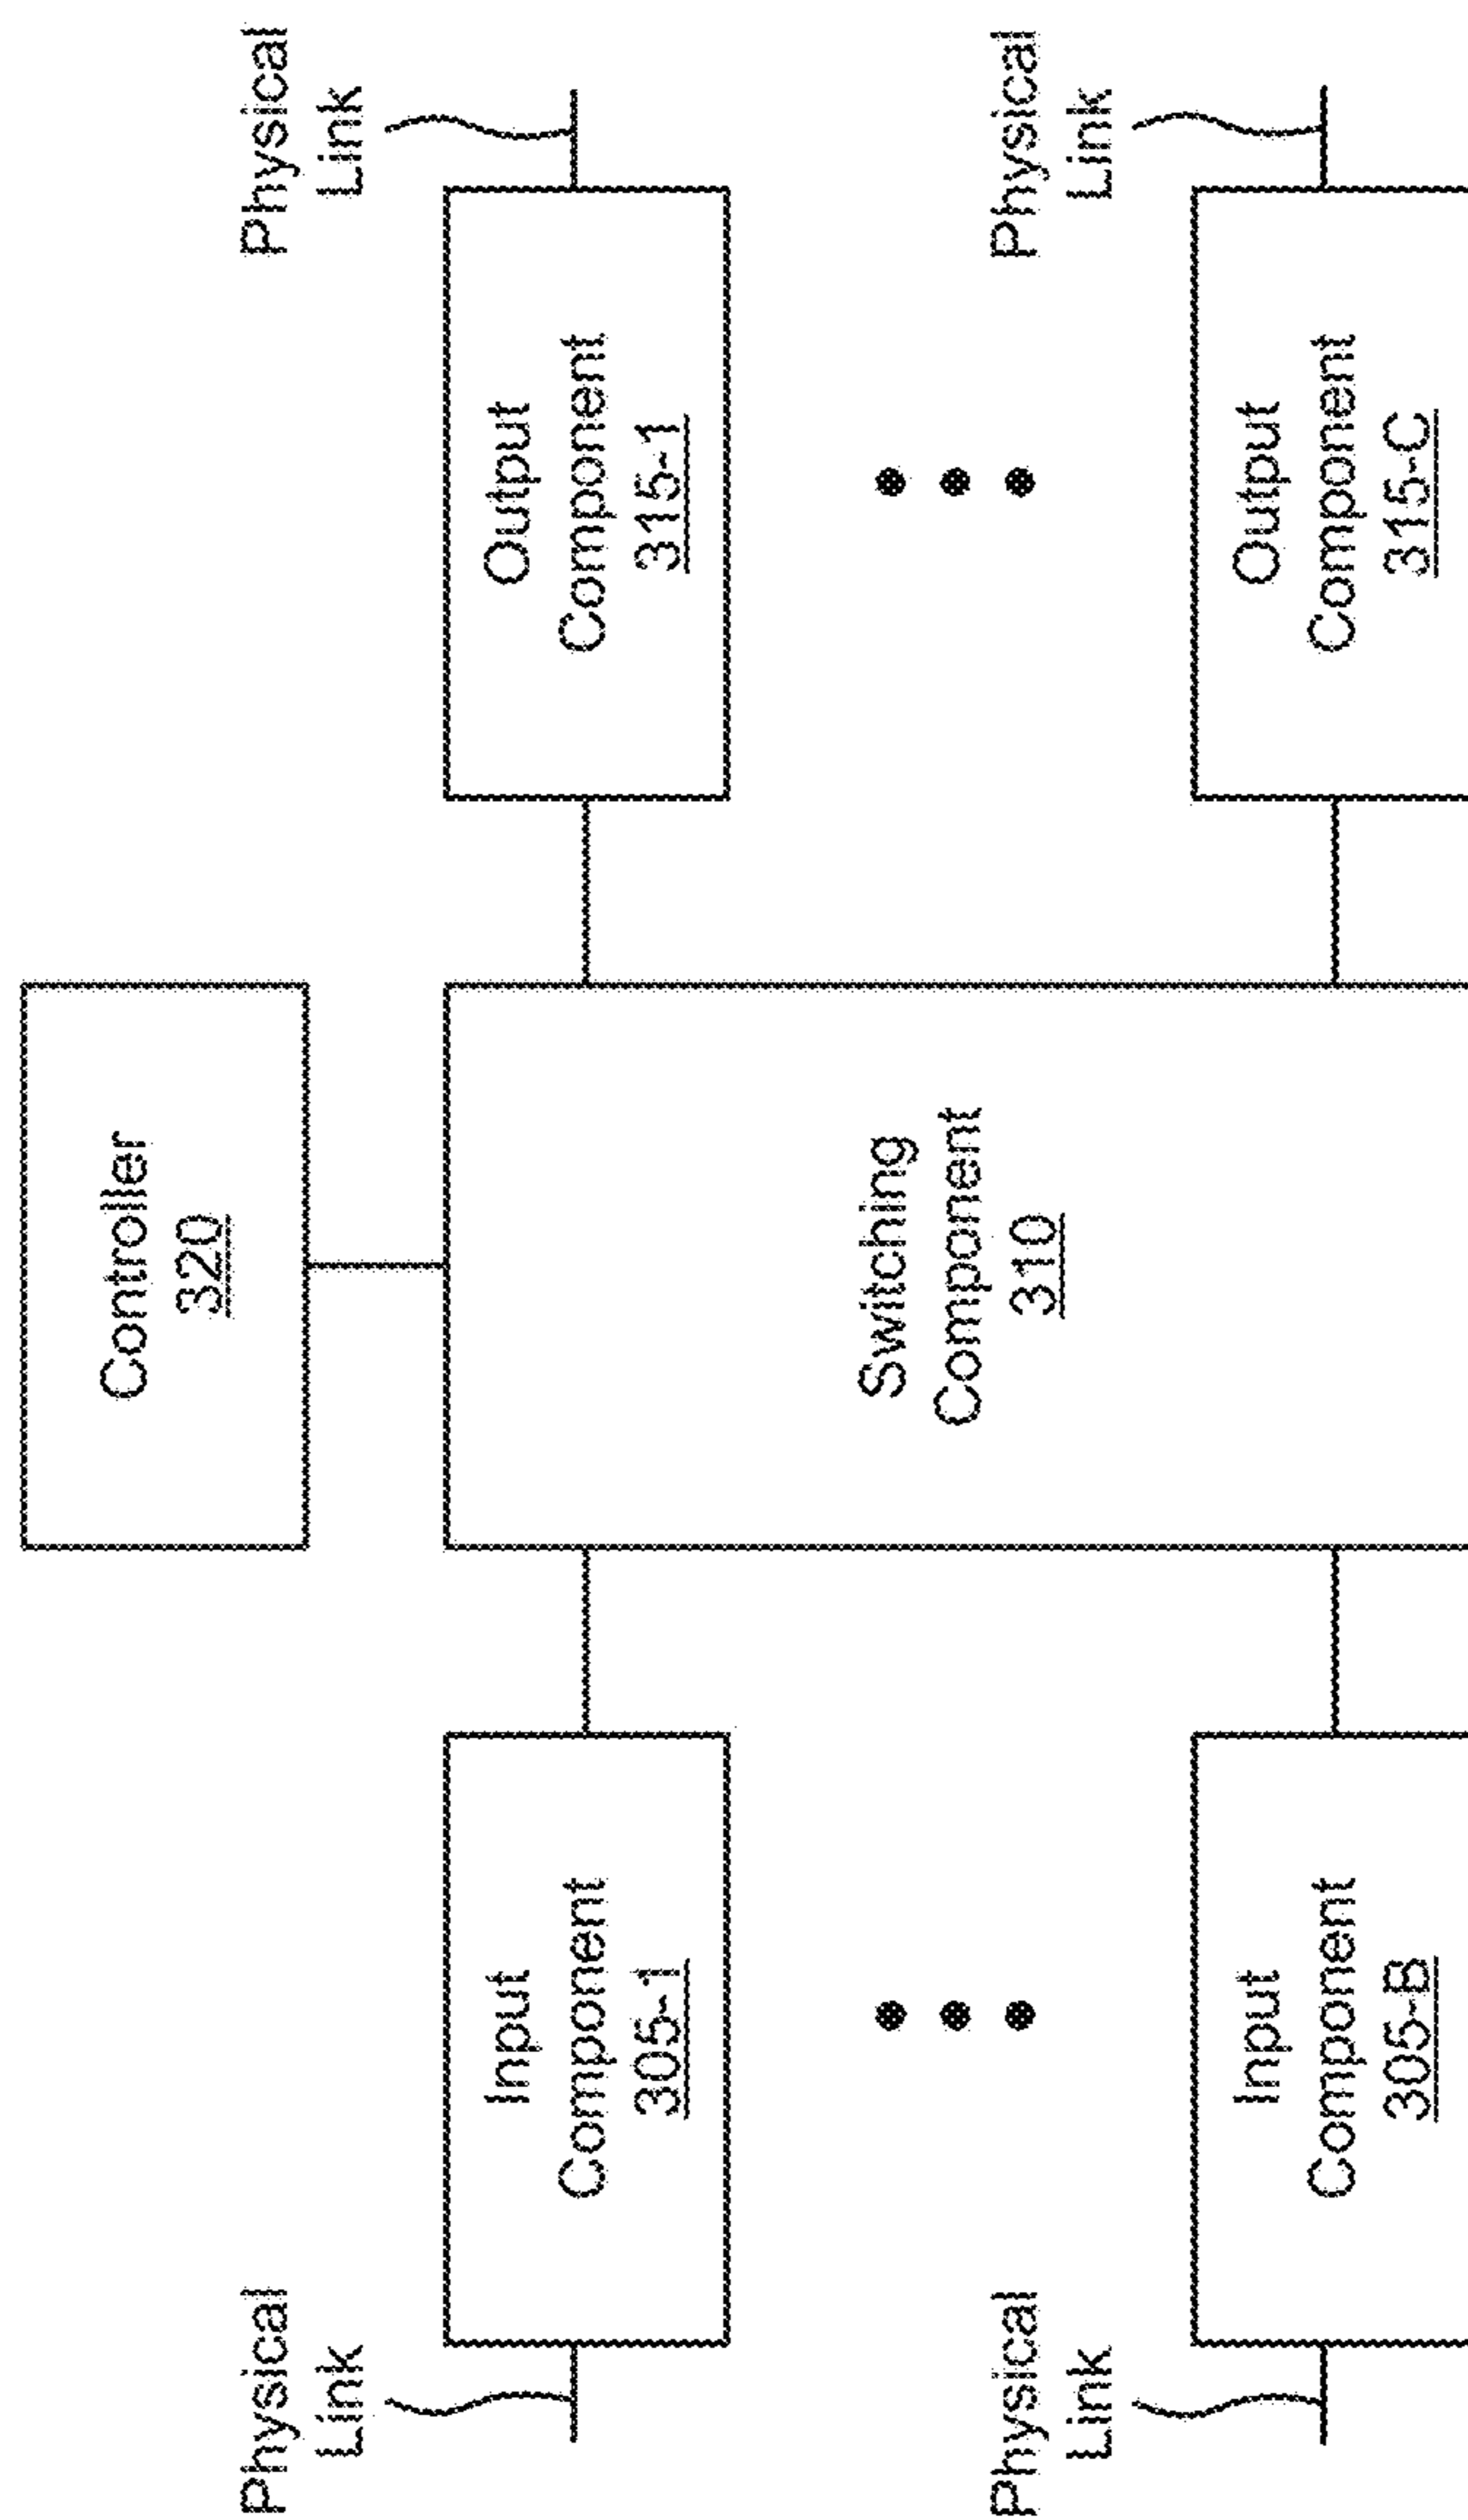 Controller
320
Physical
Link
Input
Component
305-1
Switching
Component
310
Output
Component
315-1
Physical
Link
Physical
Link
Input
Component
305-B
Output
Component
315-C
Physical
Link